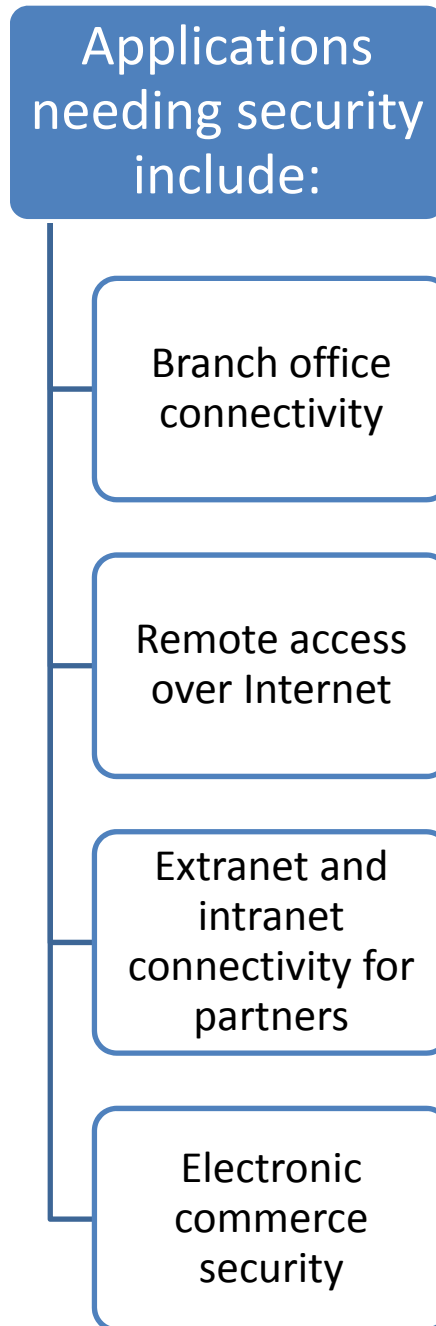 Applications
needing security
include:
Branch office
connectivity
Remote access
over Internet
Extranet and
intranet
connectivity for
partners
Electronic
commerce
security